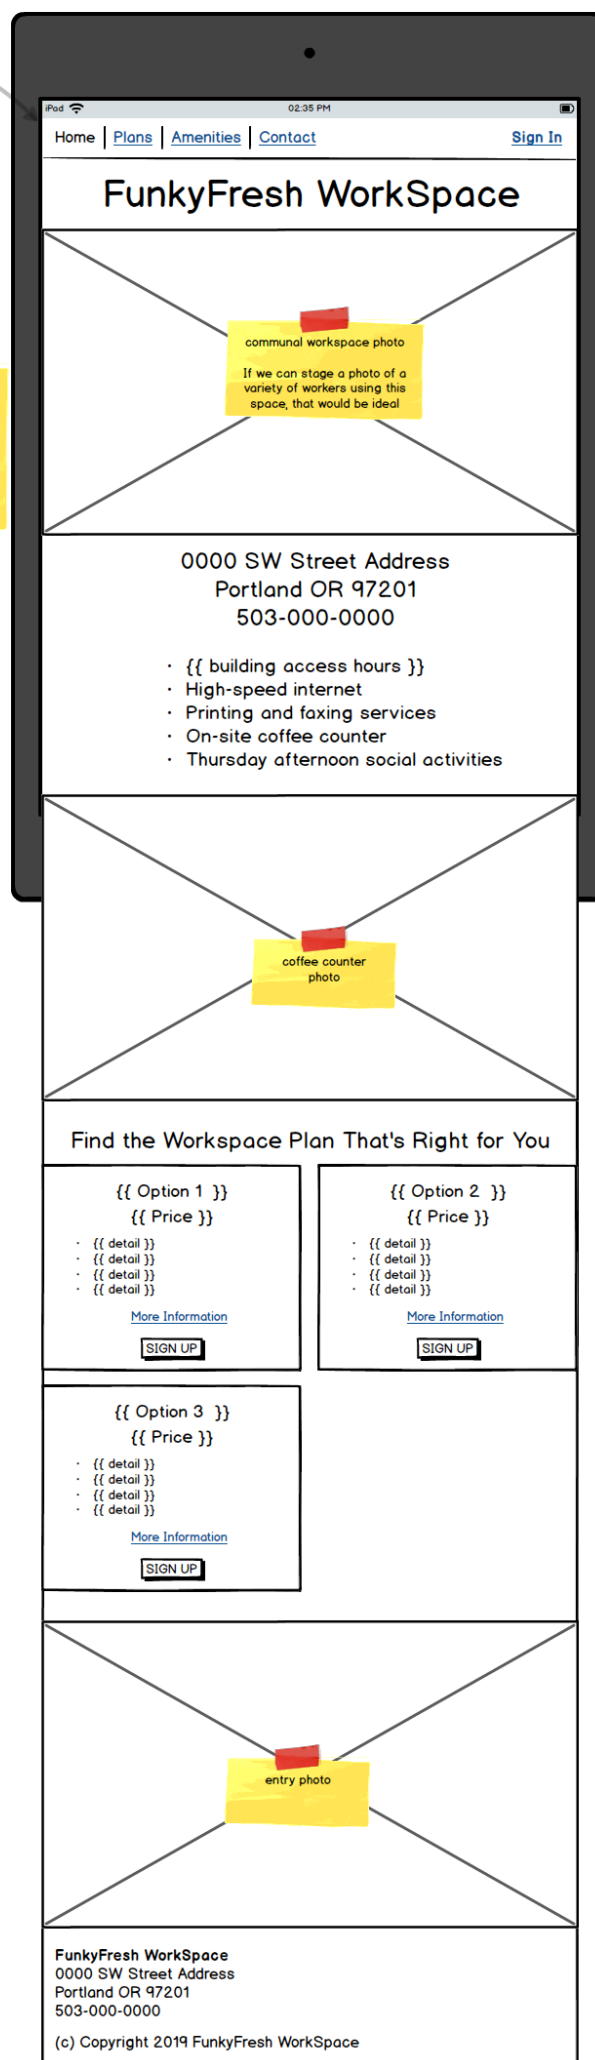 iPad 02:35 PM
Home Plans Amenities Contact Sign In
FunkyFresh WorkSpace
communal workspace photo
If we can stage a photo of a
variety of workers using this
space, that would be ideal
0000 SW Street Address
Portland OR 97201
503-000-0000
· {{ building access hours }}
· High-speed internet
· Printing and faxing services
· On-site coffee counter
· Thursday afternoon social activities
coffee counter
photo
Find the Workspace Plan That's Right for You
{{ Option 1 }}
{{ Price }}
· {{ detail }}
· {{ detail }}
· {{ detail }}
· {{ detail }}
More Information
SIGN UP
{{ Option 2 }}
{{ Price }}
· {{ detail }}
· {{ detail }}
· {{ detail }}
· {{ detail }}
More Information
SIGN UP
{{ Option 3 }}
{{ Price }}
· {{ detail }}
· {{ detail }}
· {{ detail }}
· {{ detail }}
More Information
SIGN UP
entry photo
FunkyFresh WorkSpace
0000 SW Street Address
Portland OR 97201
503-000-0000
(c) Copyright 2019 FunkyFresh WorkSpace